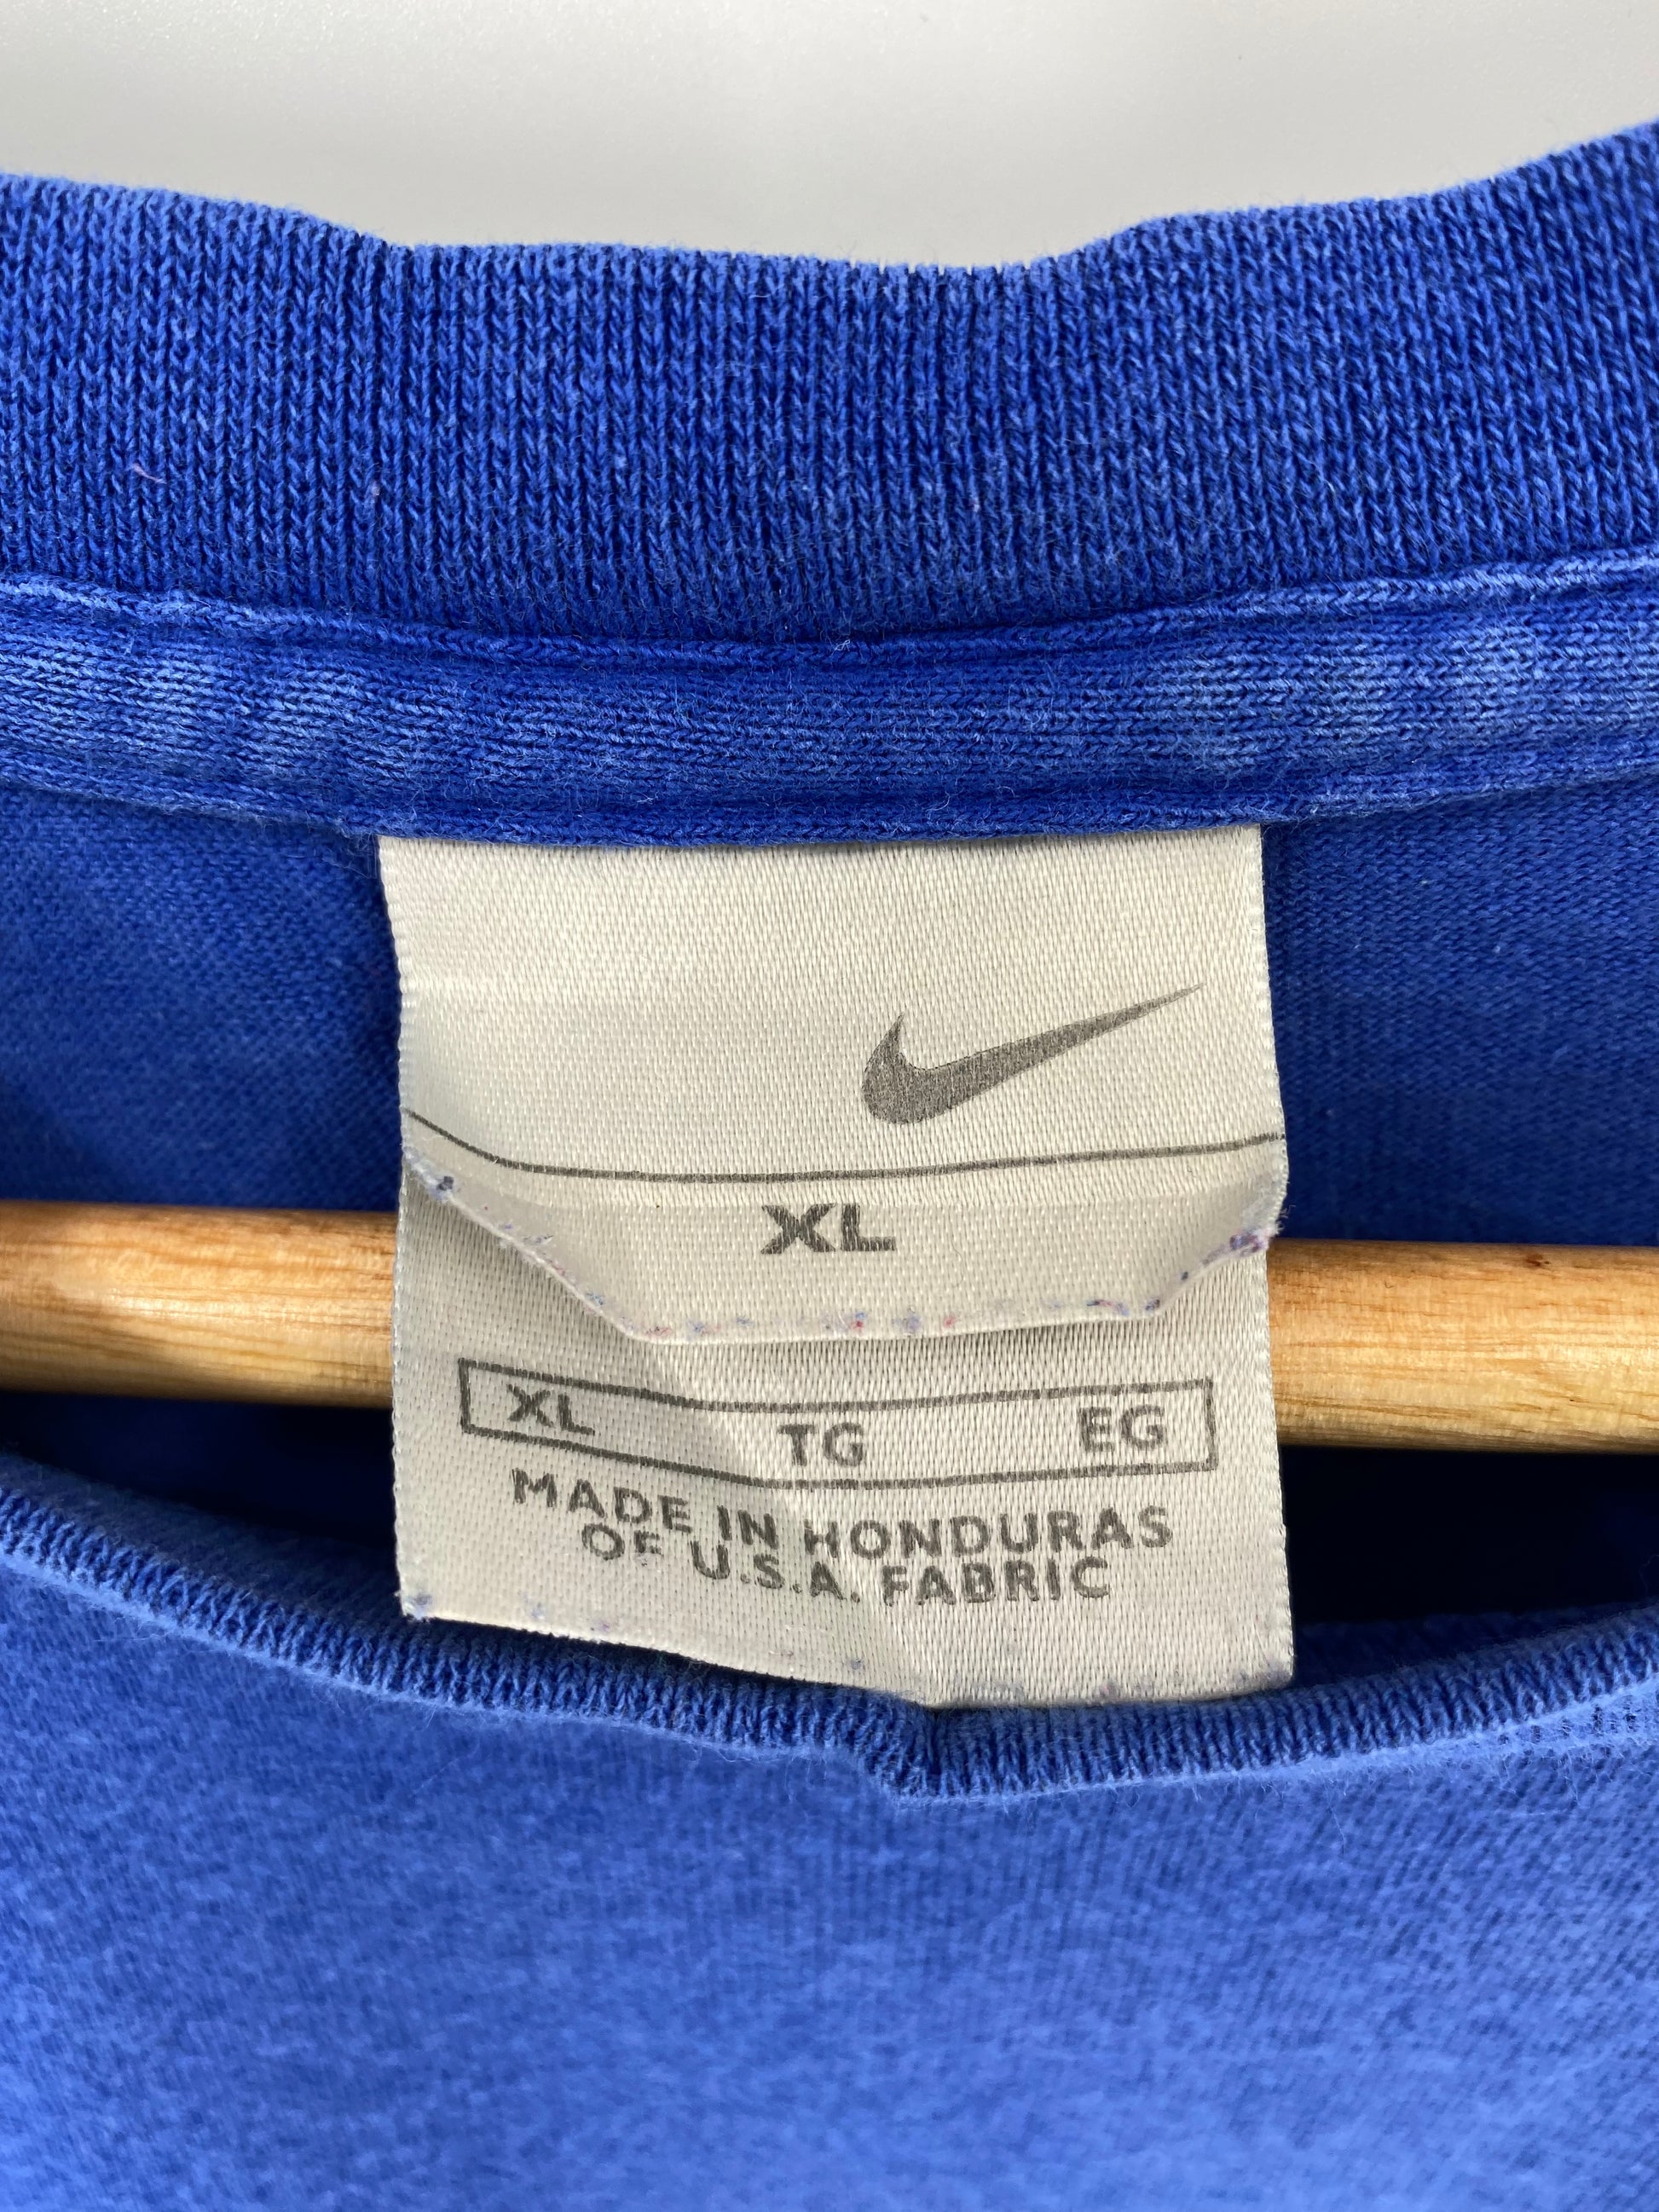 XL
XL TG EG
MADE IN HONDURAS
OF U.S.A. FABRIC